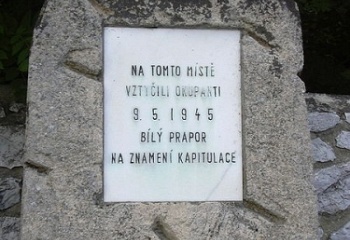 NA TOMTO MÍSTĚ
VZTYČILI OKUPANTI
9.5.1945
BÍLÝ PRAPOR
NA ZNAMENÍ KAPITULACE